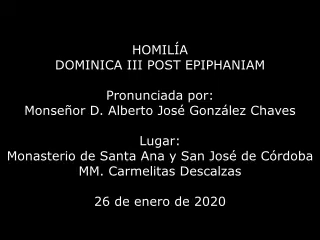 HOMILÍA
DOMINICA III POST EPIPHANIAM
Pronunciada por:
Monseñor D. Alberto José González Chaves
Lugar:
Monasterio de Santa Ana y San José de Córdoba
MM. Carmelitas Descalzas
26 de enero de 2020